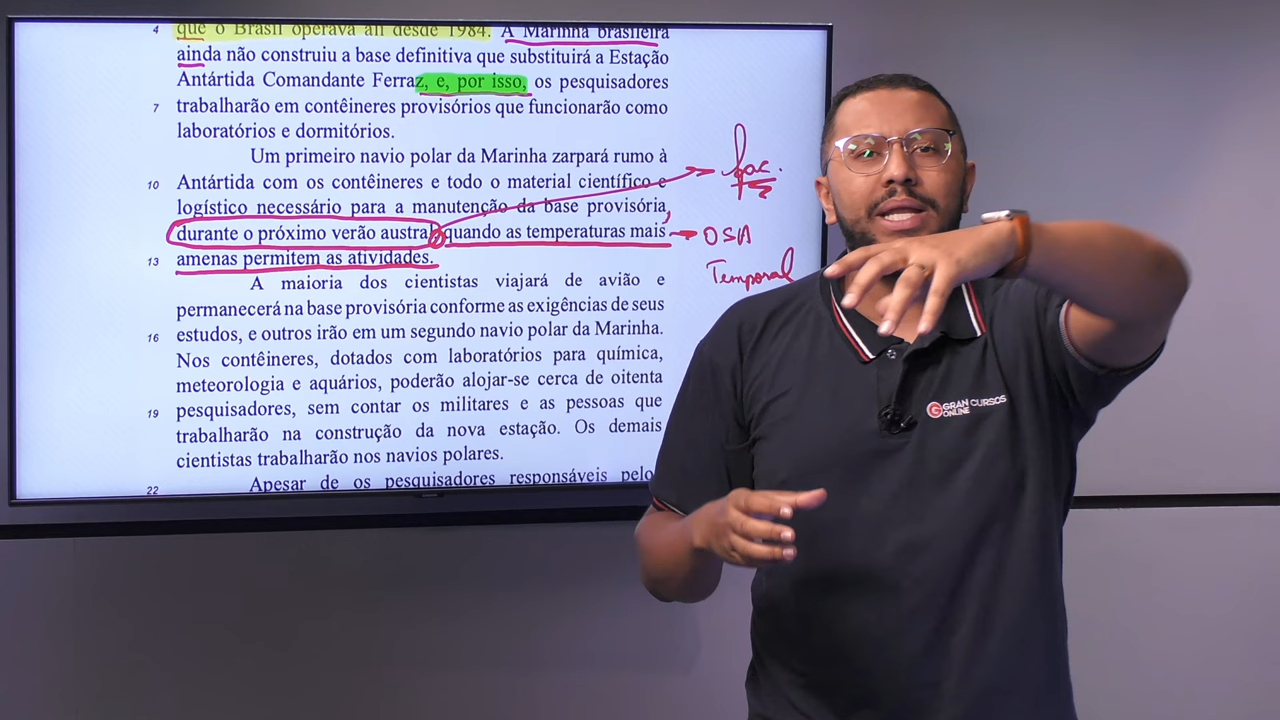 4 que o Brasil operava ali desde 1984. A Marinha brasileira
ainda não construiu a base definitiva que substituirá a Estação
Antártida Comandante Ferraz, e, por isso, os pesquisadores
7 trabalharão em contêineres provisórios que funcionarão como
laboratórios e dormitórios.
Um primeiro navio polar da Marinha zarpará rumo à
10 Antártida com os contêineres e todo o material científico e
logístico necessário para a manutenção da base provisória,
durante o próximo verão austral, quando as temperaturas mais
13 amenas permitem as atividades.
fac.
OSA
Temporal
A maioria dos cientistas viajará de avião e
permanecerá na base provisória conforme as exigências de seus
16 estudos, e outros irão em um segundo navio polar da Marinha.
Nos contêineres, dotados com laboratórios para química,
meteorologia e aquários, poderão alojar-se cerca de oitenta
19 pesquisadores, sem contar os militares e as pessoas que
trabalharão na construção da nova estação. Os demais
cientistas trabalharão nos navios polares.
22 Apesar de os pesquisadores responsáveis pelo
GRAN CURSOS
ONLINE